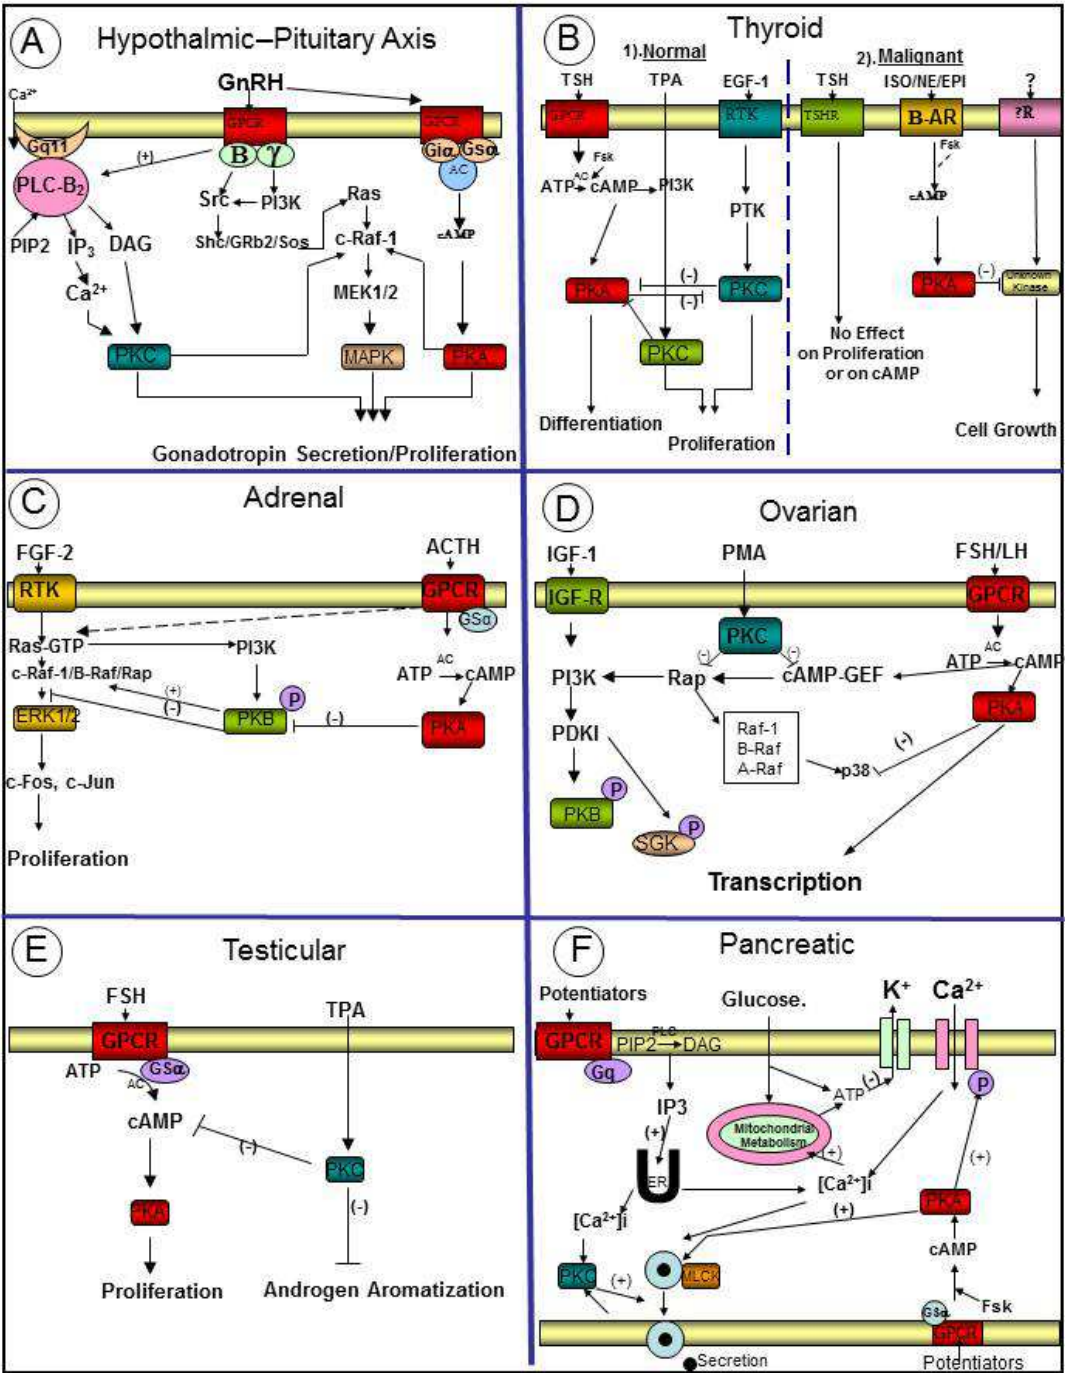 A
Hypothalmic–Pituitary Axis
Ca2+
GnRH
GPCR
GPCR
Gq11
B
γ
Giα
Gsα
AC
(+)
PLC-B2
Src
PI3K
Ras
cAMP
PIP2
IP3
DAG
Shc/GRb2/Sos
c-Raf-1
Ca2+
MEK1/2
PKC
MAPK
PKA
Gonadotropin Secretion/Proliferation
B
Thyroid
1).Normal
2).Malignant
TSH
TPA
EGF-1
TSH
ISO/NE/EPI
?
GPCR
RTK
TSHR
B-AR
?R
Fsk
AC
ATP
cAMP
PI3K
PTK
Fsk
cAMP
PKA
(-)
(-)
PKC
PKA
(-)
Unknown
Kinase
PKC
No Effect
on Proliferation
or on cAMP
Differentiation
Proliferation
Cell Growth
C
Adrenal
FGF-2
ACTH
RTK
GPCR
GSα
Ras-GTP
PI3K
c-Raf-1/B-Raf/Rap
ATP
AC
cAMP
(+)
(-)
P
ERK1/2
PKB
(-)
PKA
c-Fos, c-Jun
Proliferation
D
Ovarian
IGF-1
PMA
FSH/LH
IGF-R
GPCR
PKC
(-)
(-)
PI3K
Rap
cAMP-GEF
ATP
AC
cAMP
PKA
PDKI
Raf-1
B-Raf
A-Raf
p38
(-)
P
PKB
P
SGK
Transcription
E
Testicular
FSH
TPA
GPCR
ATP
AC
GSα
cAMP
(-)
PKC
PKA
(-)
Proliferation
Androgen Aromatization
F
Pancreatic
Potentiators
Glucose.
K+
Ca2+
GPCR
PIP2
PLC
DAG
Gq
IP3
ATP
(-)
P
(+)
Mitochondrial
Metabolism
(+)
(+)
ER
[Ca2+]i
PKA
[Ca2+]i
(+)
cAMP
PKC
(+)
MLCK
GSα
Fsk
GPCR
Secretion
Potentiators